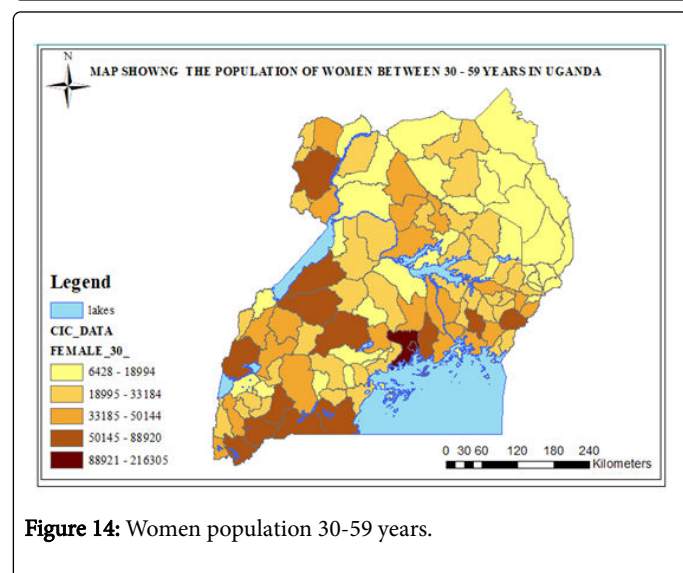 N
MAP SHOWNG THE POPULATION OF WOMEN BETWEEN 30 - 59 YEARS IN UGANDA
Legend
lakes
CIC_DATA
FEMALE_30_
6428 - 18994
18995 - 33184
33185 - 50144
50145 - 88920
88921 - 216305
0 30 60 120 180 240
Kilometers
Figure 14: Women population 30-59 years.